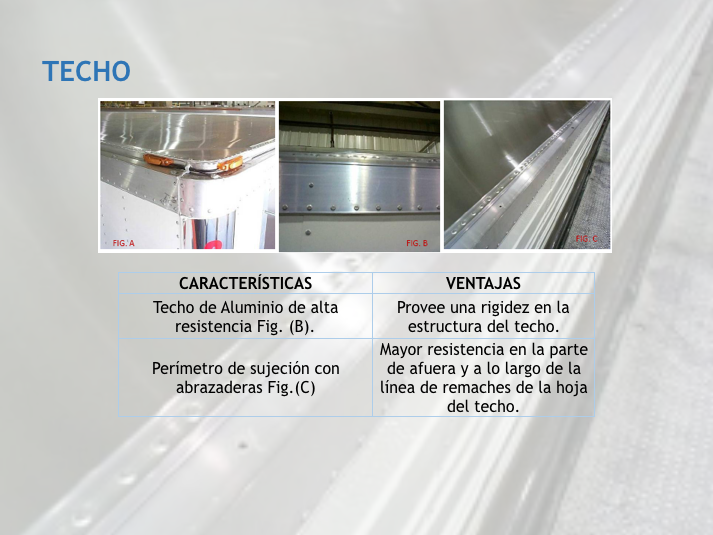 TECHO
FIG. A
FIG. B
FIG. C
CARACTERÍSTICAS
VENTAJAS
Techo de Aluminio de alta
resistencia Fig. (B).
Provee una rigidez en la
estructura del techo.
Perímetro de sujeción con
abrazaderas Fig.(C)
Mayor resistencia en la parte
de afuera y a lo largo de la
línea de remaches de la hoja
del techo.